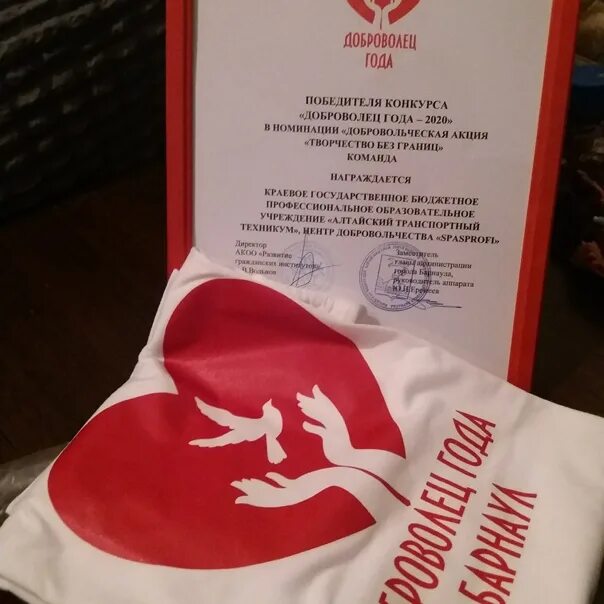 ДОБРОВОЛЕЦ
ГОДА
ПОБЕДИТЕЛЯ КОНКУРСА
«ДОБРОВОЛЕЦ ГОДА – 2020»
В НОМИНАЦИИ «ДОБРОВОЛЬЧЕСКАЯ АКЦИЯ
«ТВОРЧЕСТВО БЕЗ ГРАНИЦ»
КОМАНДА
НАГРАЖДАЕТСЯ
КРАЕВОЕ ГОСУДАРСТВЕННОЕ БЮДЖЕТНОЕ
ПРОФЕССИОНАЛЬНОЕ ОБРАЗОВАТЕЛЬНОЕ
УЧРЕЖДЕНИЕ «АЛТАЙСКИЙ ТРАНСПОРТНЫЙ
ТЕХНИКУМ», ЦЕНТР ДОБРОВОЛЬЧЕСТВА «SPASPROFI»
Директор
АКОО «Развитие
гражданских институтов»
Заместитель
главы администрации
города Барнаула,
руководитель аппарата
БРОВОЛЕЦ ГОДА
БАРНАУЛ